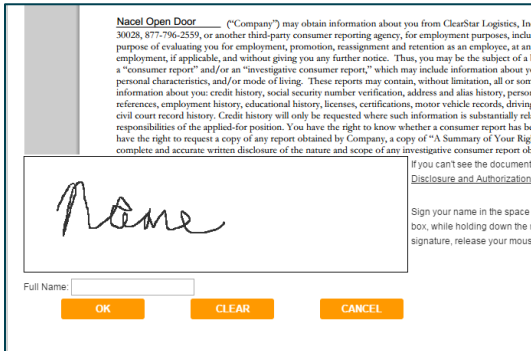 Nacel Open Door ("Company") may obtain information about you from ClearStar Logistics, In
30028, 877-796-2559, or another third-party consumer reporting agency, for employment purposes, inclu
purpose of evaluating you for employment, promotion, reassignment and retention as an employee, at an
employment, if applicable, and without giving you any further notice. Thus, you may be the subject of a
a "consumer report" and/or an "investigative consumer report," which may include information about yo
personal characteristics, and/or mode of living. These reports may contain, without limitation, all or som
information about you: credit history, social security number verification, address and alias history, person
references, employment history, educational history, licenses, certifications, motor vehicle records, driving
civil court record history. Credit history will only be requested where such information is substantially rel
responsibilities of the applied-for position. You have the right to know whether a consumer report has be
have the right to request a copy of any report obtained by Company, a copy of "A Summary of Your Rig
complete and accurate written disclosure of the nature and scope of any investigative consumer report ob
If you can't see the document
Disclosure and Authorization
Sign your name in the space
box, while holding down the
signature, release your mous
Name
Full Name:
OK CLEAR CANCEL